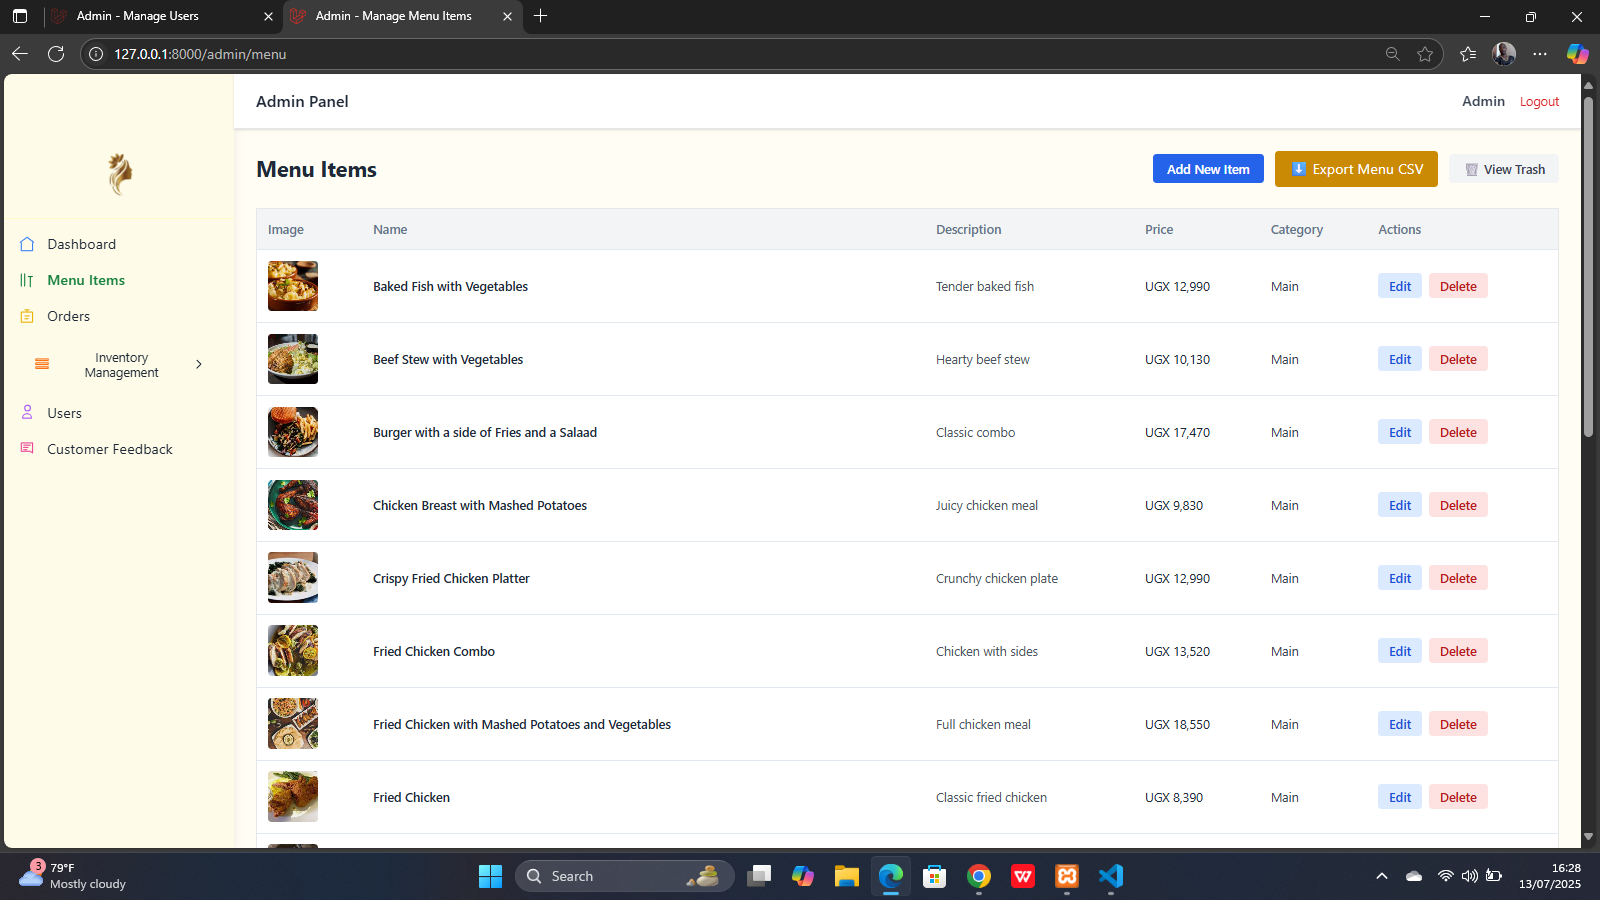 Admin - Manage Users
Admin - Manage Menu Items
127.0.0.1:8000/admin/menu
Admin Panel
Admin
Logout
Menu Items
Add New Item
Export Menu CSV
View Trash
Dashboard
Menu Items
Orders
Inventory
Management
Users
Customer Feedback
Image Name Description Price Category Actions
Baked Fish with Vegetables Tender baked fish UGX 12,990 Main Edit Delete
Beef Stew with Vegetables Hearty beef stew UGX 10,130 Main Edit Delete
Burger with a side of Fries and a Salaad Classic combo UGX 17,470 Main Edit Delete
Chicken Breast with Mashed Potatoes Juicy chicken meal UGX 9,830 Main Edit Delete
Crispy Fried Chicken Platter Crunchy chicken plate UGX 12,990 Main Edit Delete
Fried Chicken Combo Chicken with sides UGX 13,520 Main Edit Delete
Fried Chicken with Mashed Potatoes and Vegetables Full chicken meal UGX 18,550 Main Edit Delete
Fried Chicken Classic fried chicken UGX 8,390 Main Edit Delete
3
79°F
Mostly cloudy
Search
W
16:28
13/07/2025